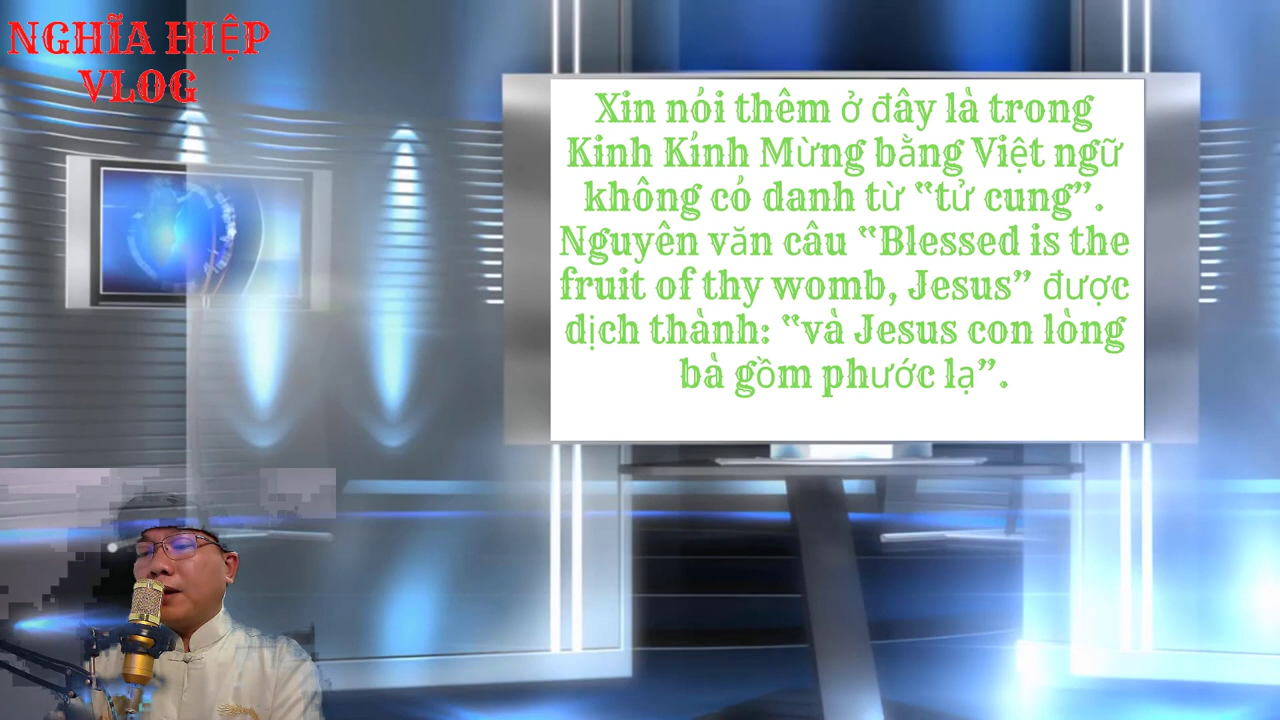 NGHĨA HIỆP
VLOG
Xin nói thêm ở đây là trong
Kinh Kính Mừng bằng Việt ngữ
không có danh từ “tử cung”.
Nguyên văn câu “Blessed is the
fruit of thy womb, Jesus” được
dịch thành: “và Jesus con lòng
bà gồm phước lạ”.